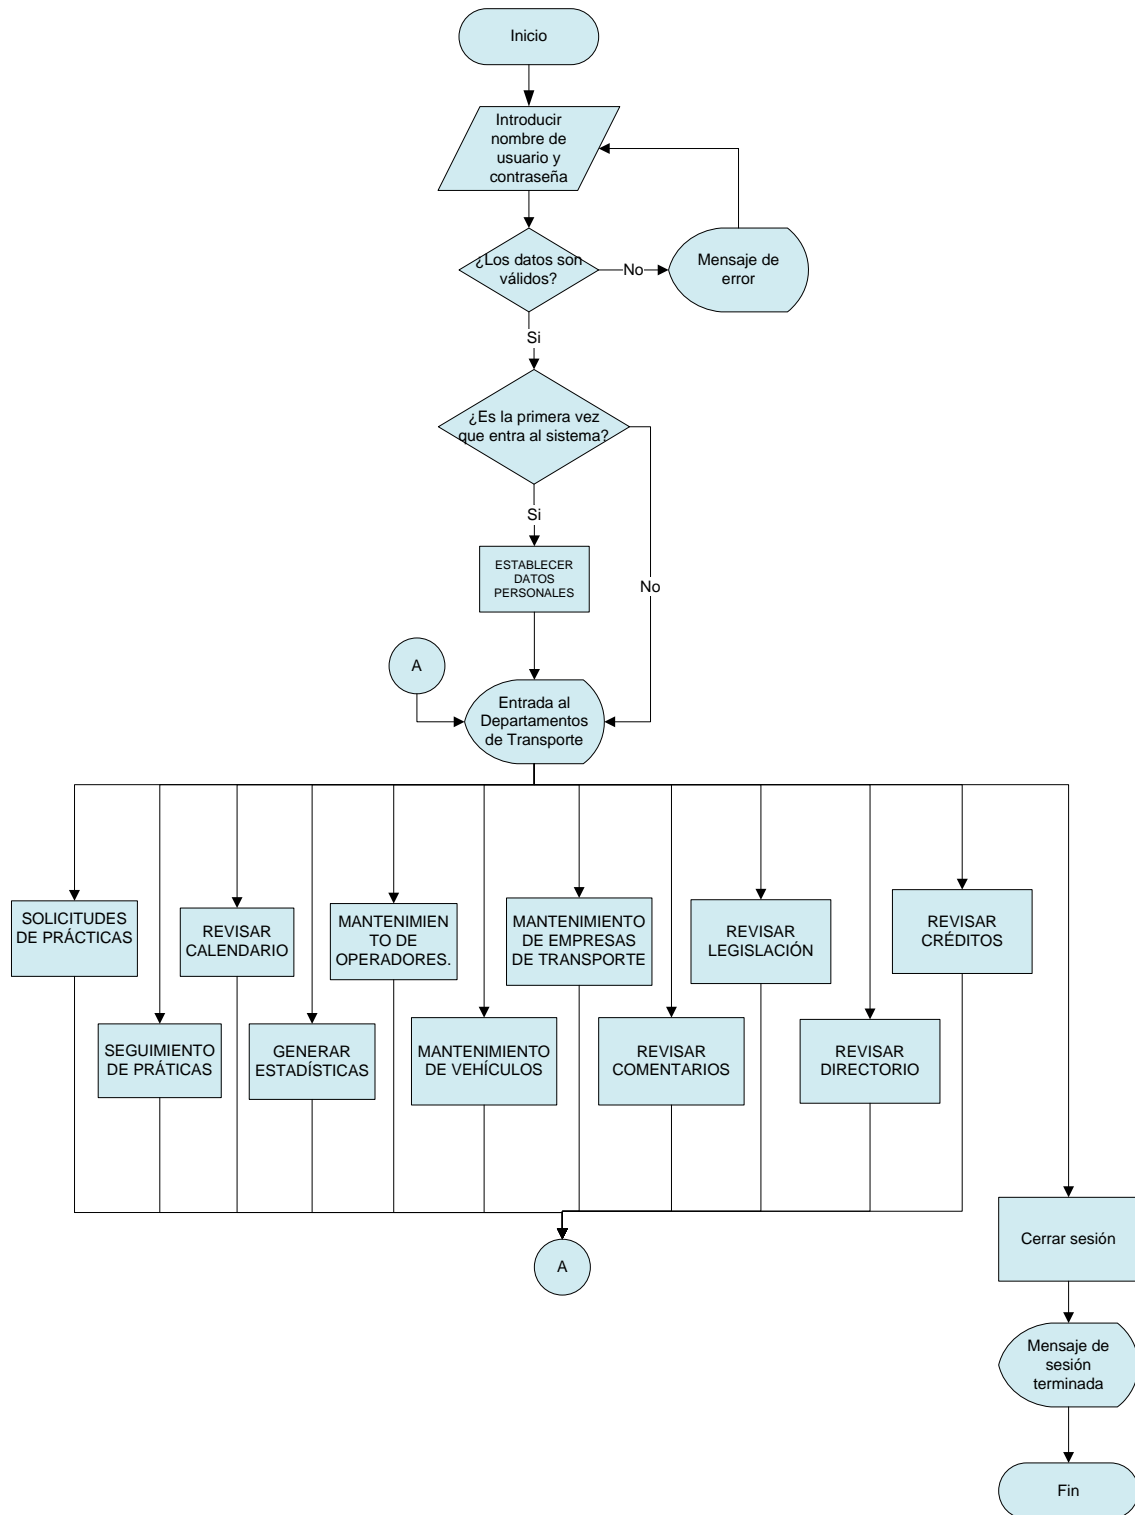 Inicio
Introducir
nombre de
usuario y
contraseña
¿Los datos son
válidos?
No
Mensaje de
error
Si
¿Es la primera vez
que entra al sistema?
Si
No
ESTABLECER
DATOS
PERSONALES
A
Entrada al
Departamentos
de Transporte
SOLICITUDES
DE PRÁCTICAS
REVISAR
CALENDARIO
MANTENIMIEN
TO DE
OPERADORES.
MANTENIMIENTO
DE EMPRESAS
DE TRANSPORTE
REVISAR
LEGISLACIÓN
REVISAR
CRÉDITOS
SEGUIMIENTO
DE PRÁTICAS
GENERAR
ESTADÍSTICAS
MANTENIMIENTO
DE VEHÍCULOS
REVISAR
COMENTARIOS
REVISAR
DIRECTORIO
A
Cerrar sesión
Mensaje de
sesión
terminada
Fin